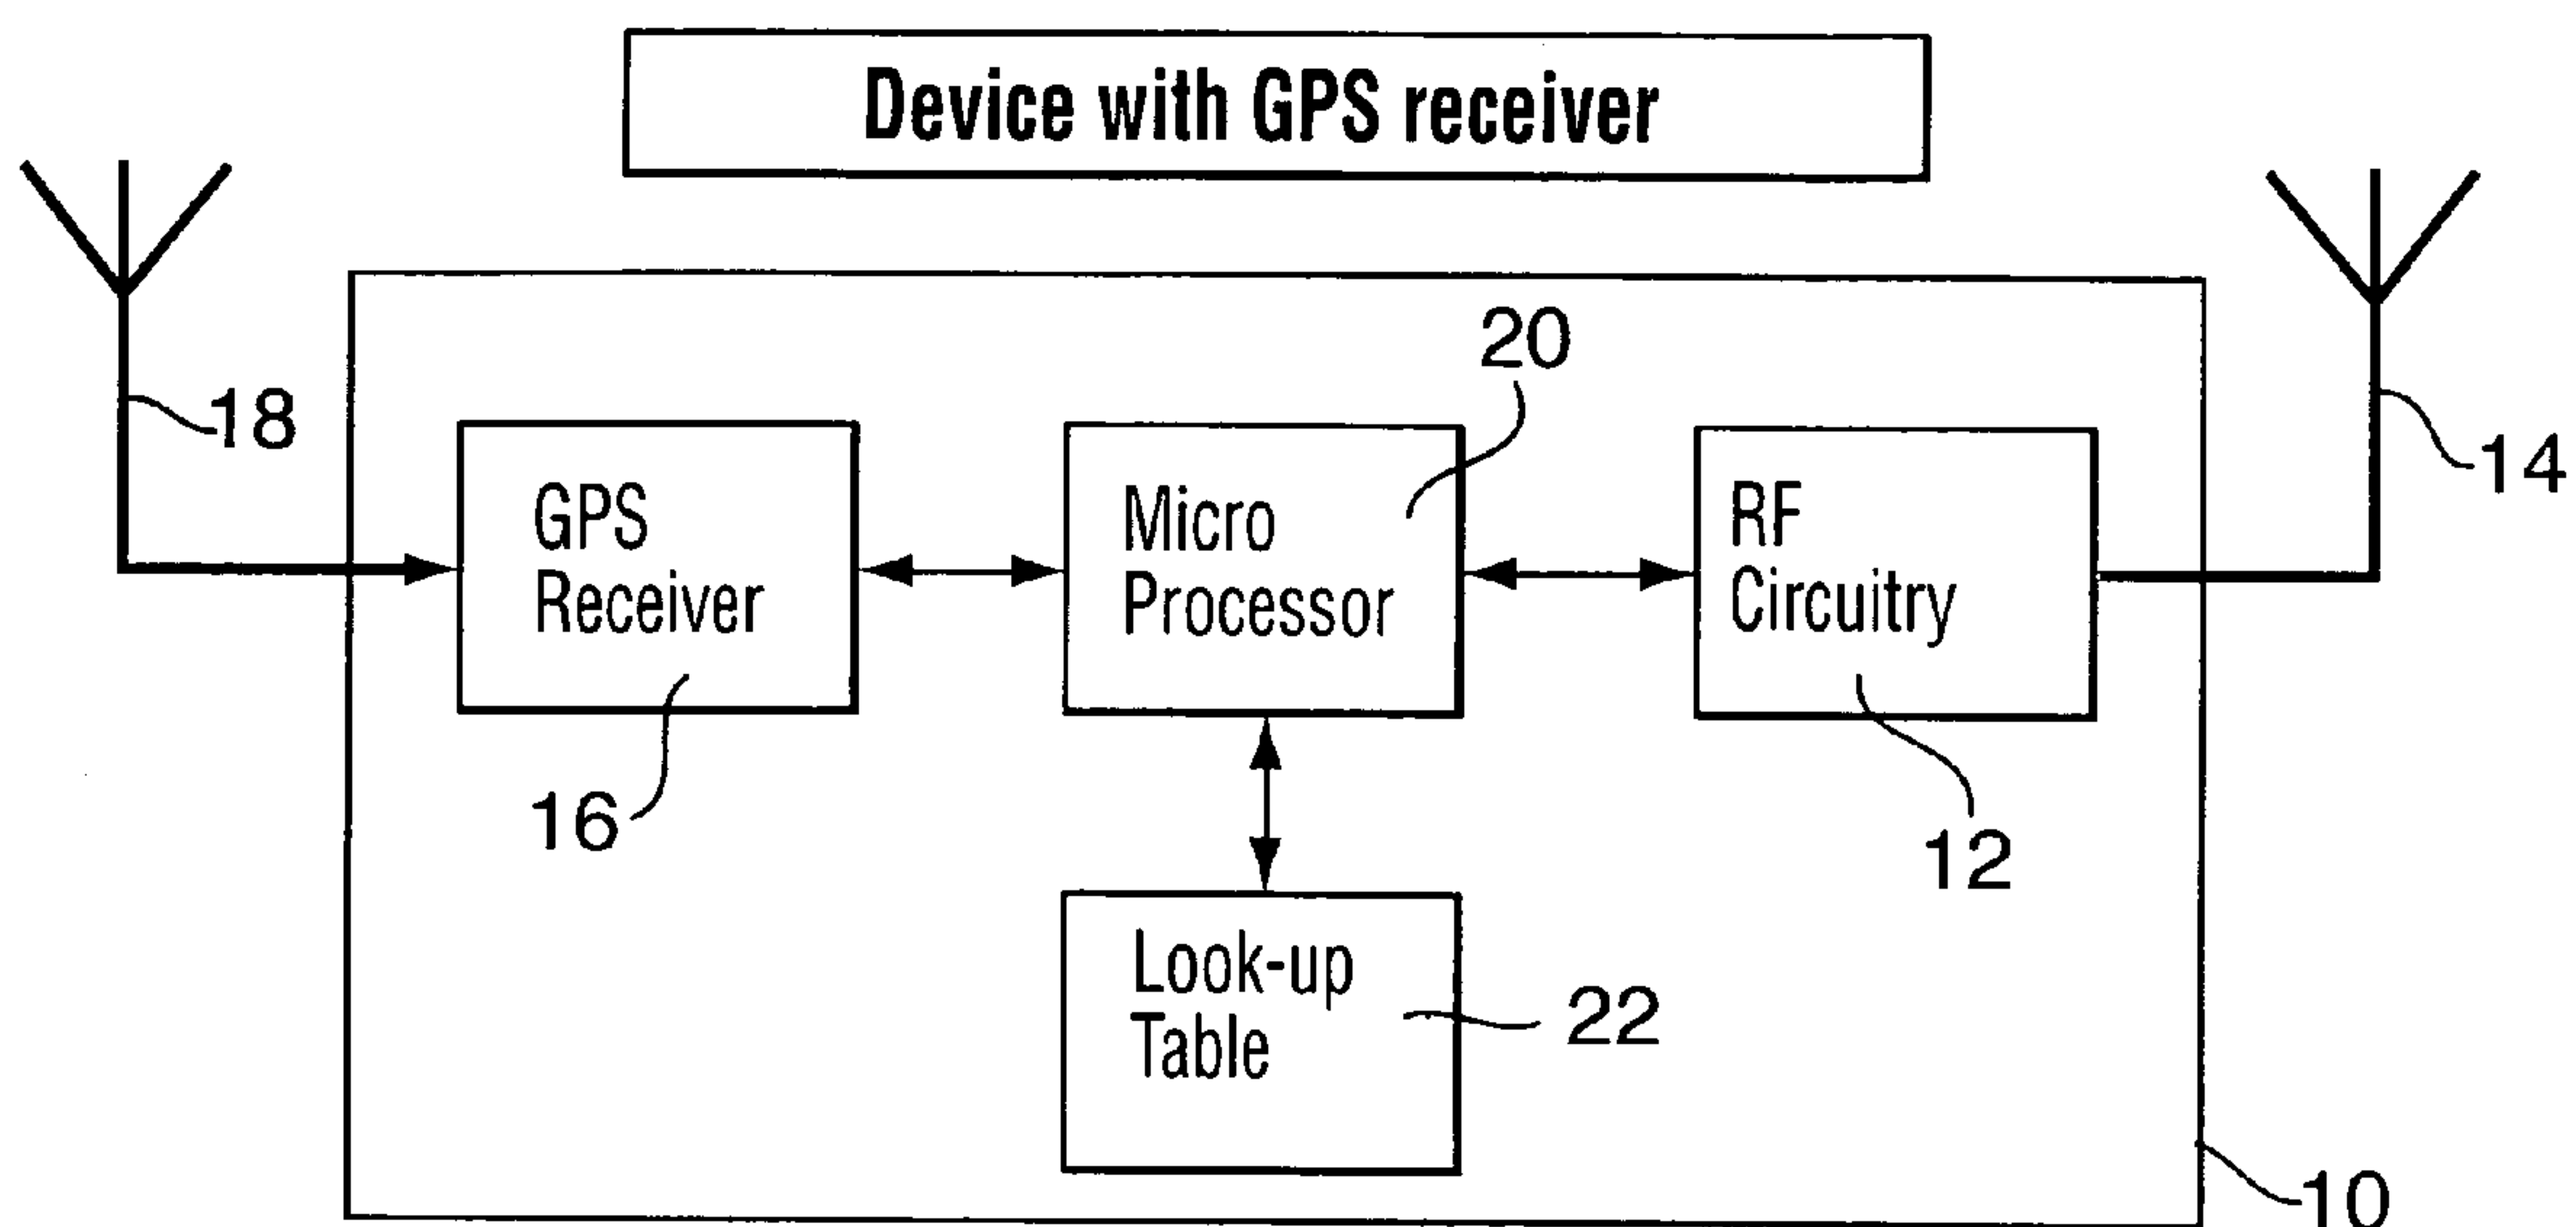 Device with GPS receiver
20
18
14
GPS
Receiver
Micro
Processor
RF
Circuitry
16
12
Look-up
Table
22
10